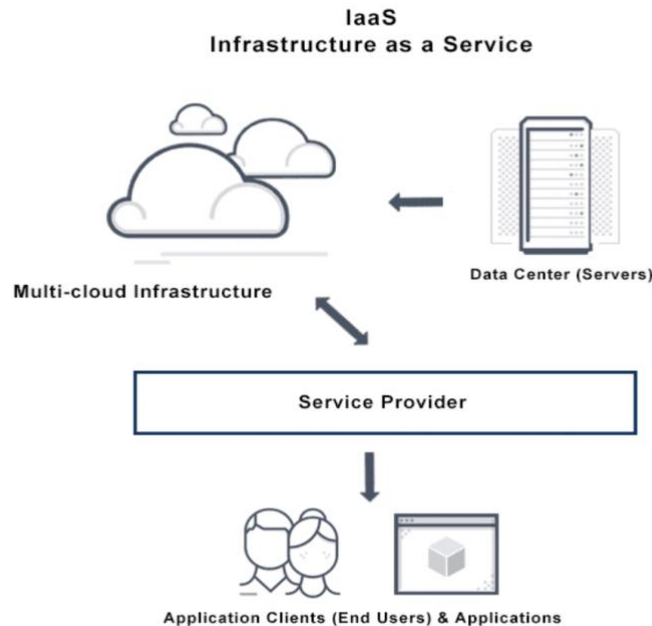 IaaS
Infrastructure as a Service
Data Center (Servers)
Multi-cloud Infrastructure
Service Provider
Application Clients (End Users) & Applications